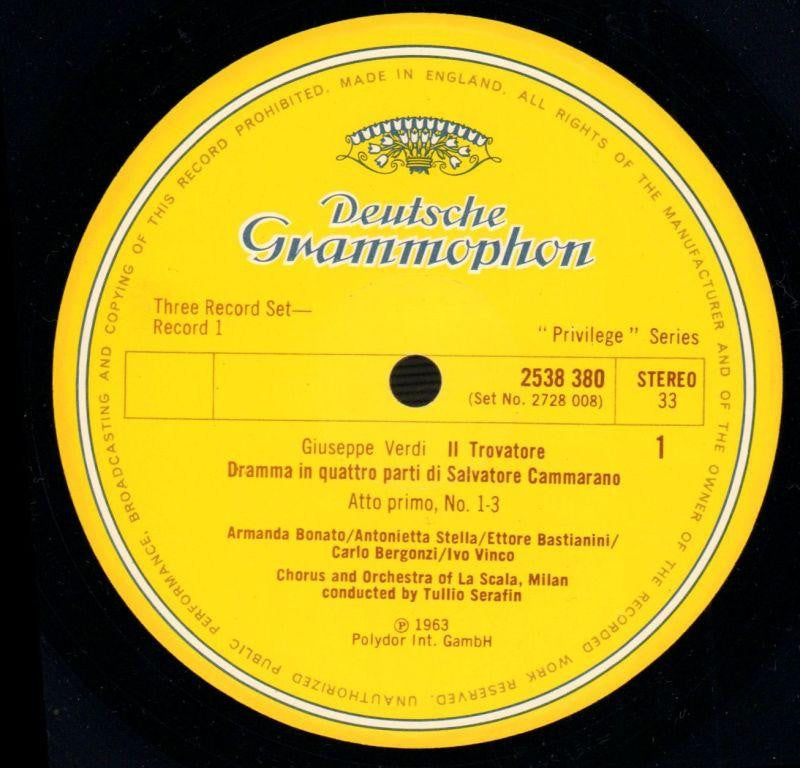 MADE IN ENGLAND. ALL RIGHTS OF THE MANUFACTURER AND OF THE OWNER OF THE RECORDED WORK RESERVED. UNAUTHORIZED PUBLIC PERFORMANCE, BROADCASTING AND COPYING OF THIS RECORD PROHIBITED.
Deutsche
Grammophon
Three Record Set—
Record 1
"Privilege" Series
2538 380
(Set No. 2728 008)
STEREO
33
Giuseppe Verdi Il Trovatore
1
Dramma in quattro parti di Salvatore Cammarano
Atto primo, No. 1-3
Armanda Bonato/Antonietta Stella/Ettore Bastianini/
Carlo Bergonzi/Ivo Vinco
Chorus and Orchestra of La Scala, Milan
conducted by Tullio Serafin
℗ 1963
Polydor Int. GmbH